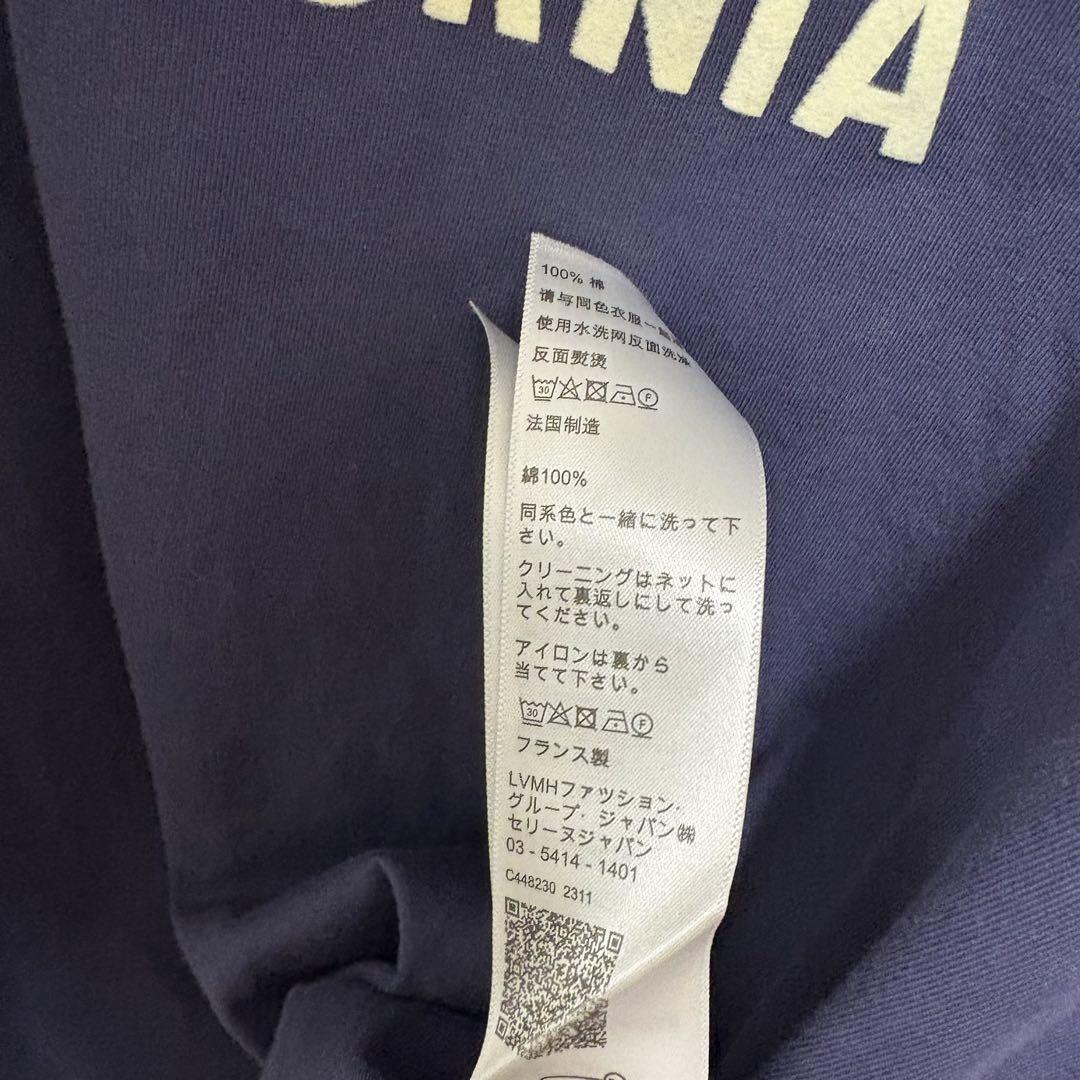 RNIA
100% 棉
请与同色衣服一
使用水洗网反面洗涤
反面熨烫
30 F
法国制造
綿100%
同系色と一緒に洗って下
さい。
クリーニングはネットに
入れて裏返しにして洗っ
てください。
アイロンは裏から
当てて下さい。
30 F
フランス製
LVMHファツション・
グループ・ジャパン㈱
セリーヌジャパン
03 - 5414 - 1401
C448230 2311